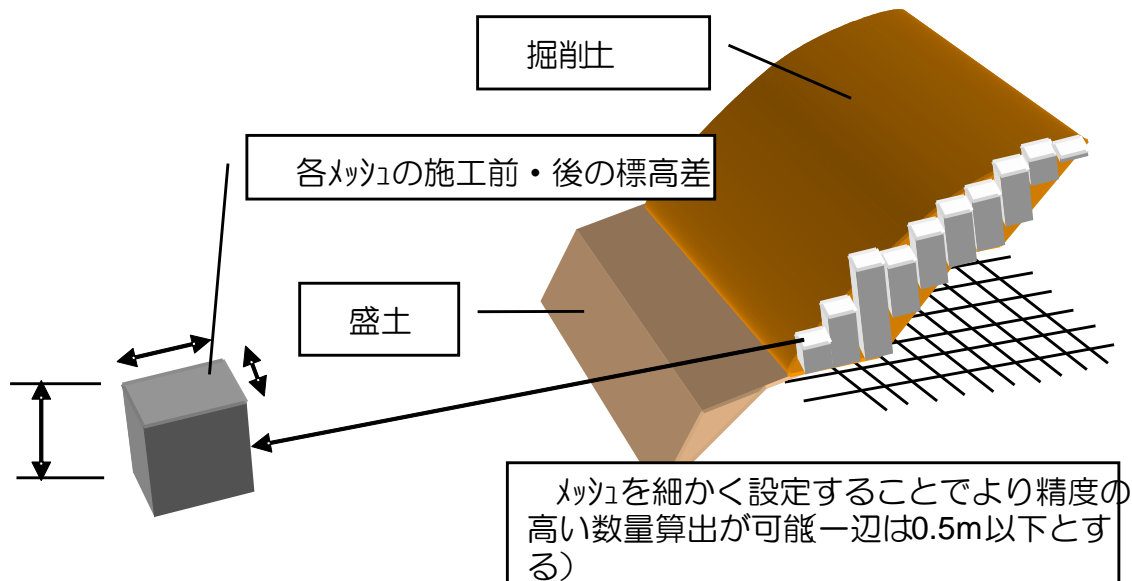 掘削土
各ﾒｯｼｭの施工前・後の標高差
盛土
ﾒｯｼｭを細かく設定することでより精度の
高い数量算出が可能一辺は0.5m以下とす
る）